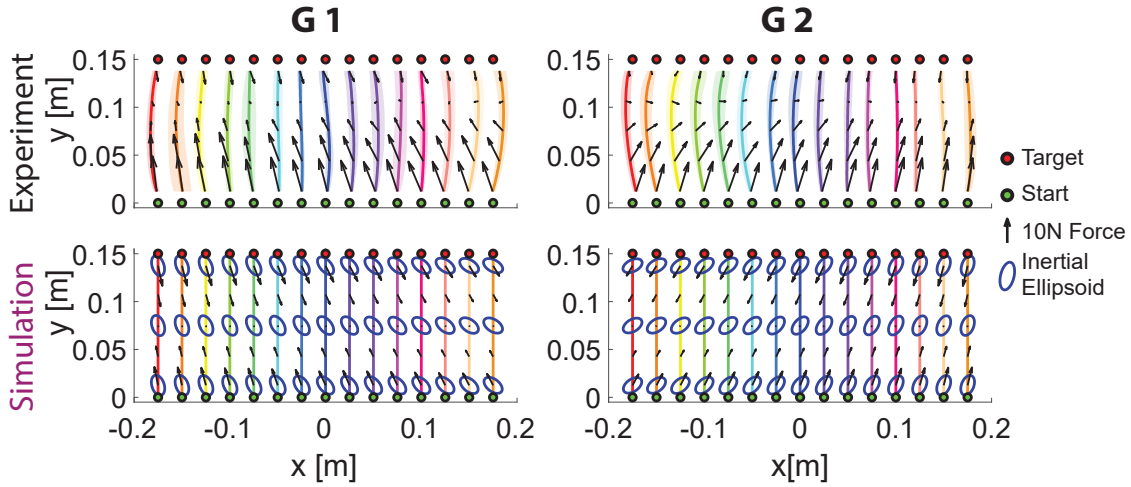 G 1
G 2
Experiment
y [m]
0.15
0.1
0.05
0
0.15
0.1
0.05
0
Target
Start
10N Force
Inertial
Ellipsoid
Simulation
y [m]
0.15
0.1
0.05
0
0.15
0.1
0.05
0
-0.2
-0.1
0
0.1
0.2
-0.2
-0.1
0
0.1
0.2
x [m]
x[m]